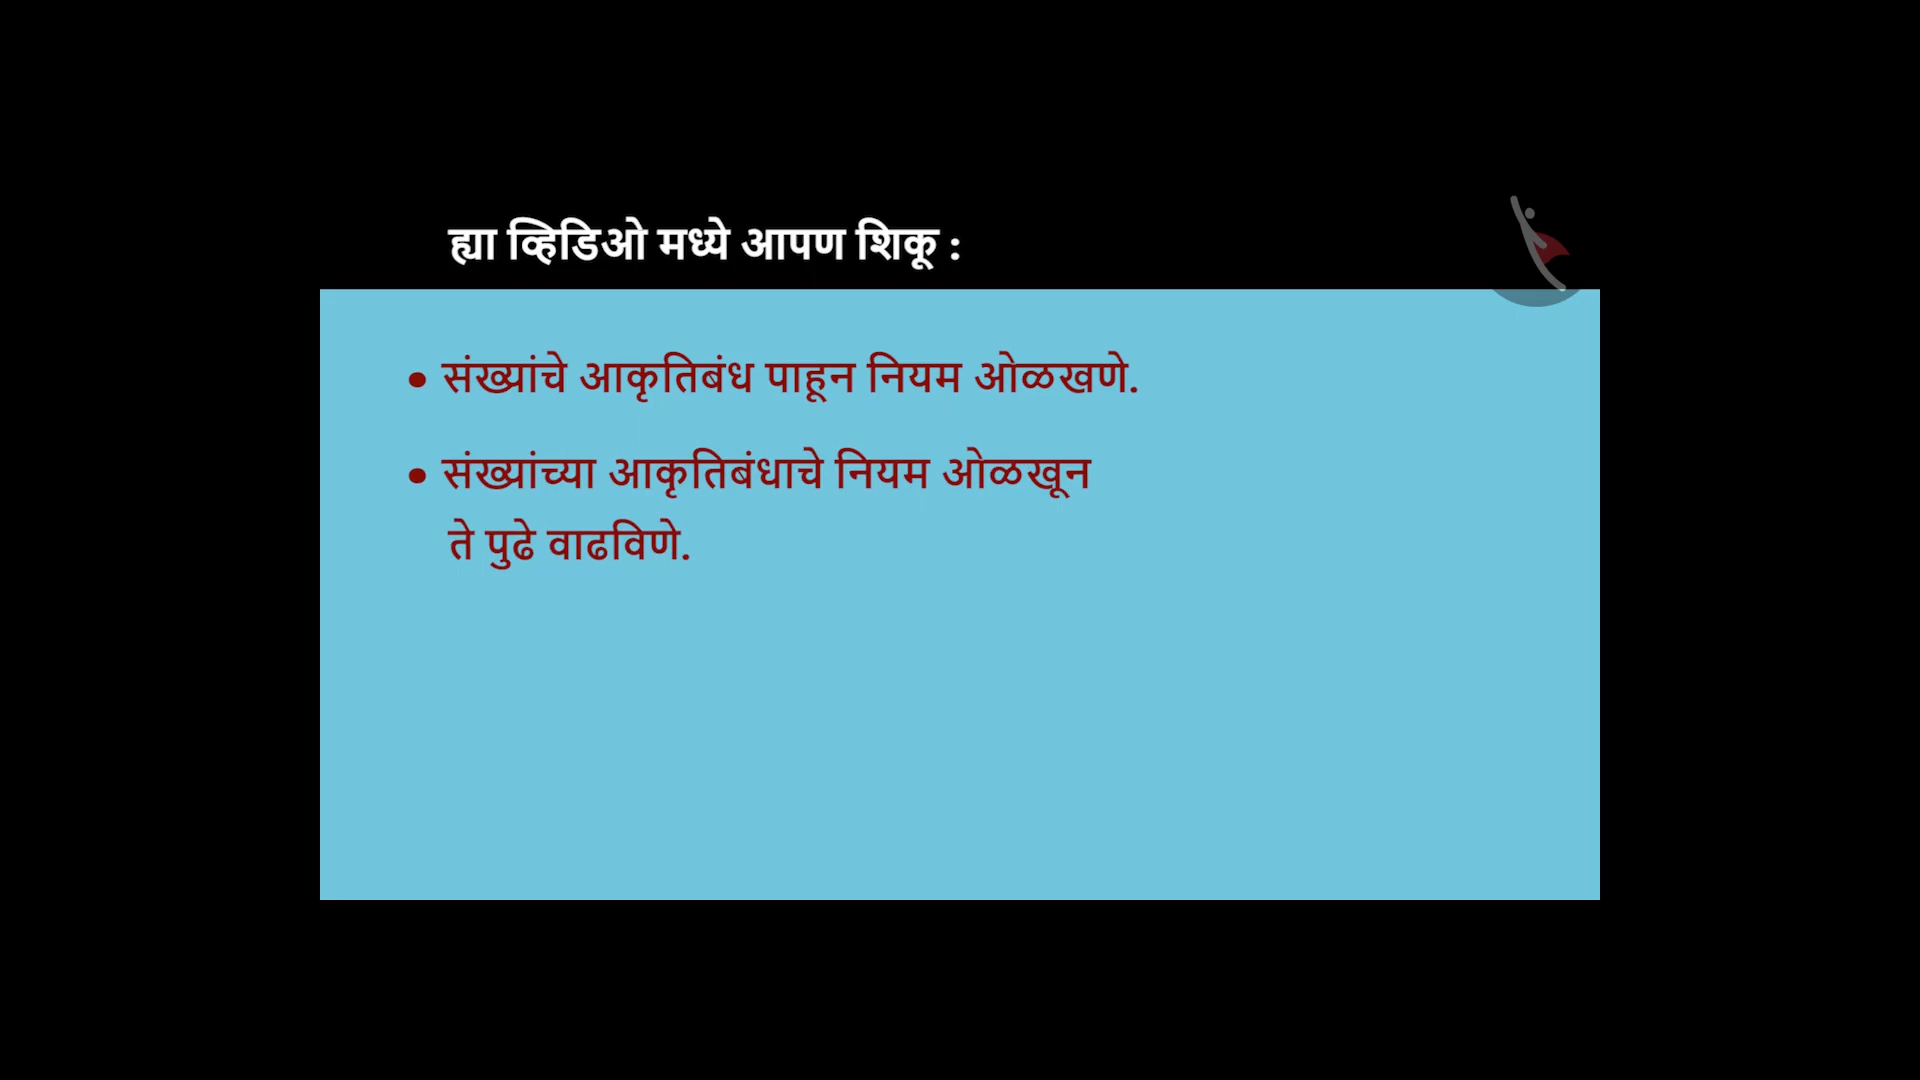 ह्या व्हिडिओ मध्ये आपण शिकू :
• संख्यांचे आकृतिबंध पाहून नियम ओळखणे.
• संख्यांच्या आकृतिबंधाचे नियम ओळखून
ते पुढे वाढविणे.